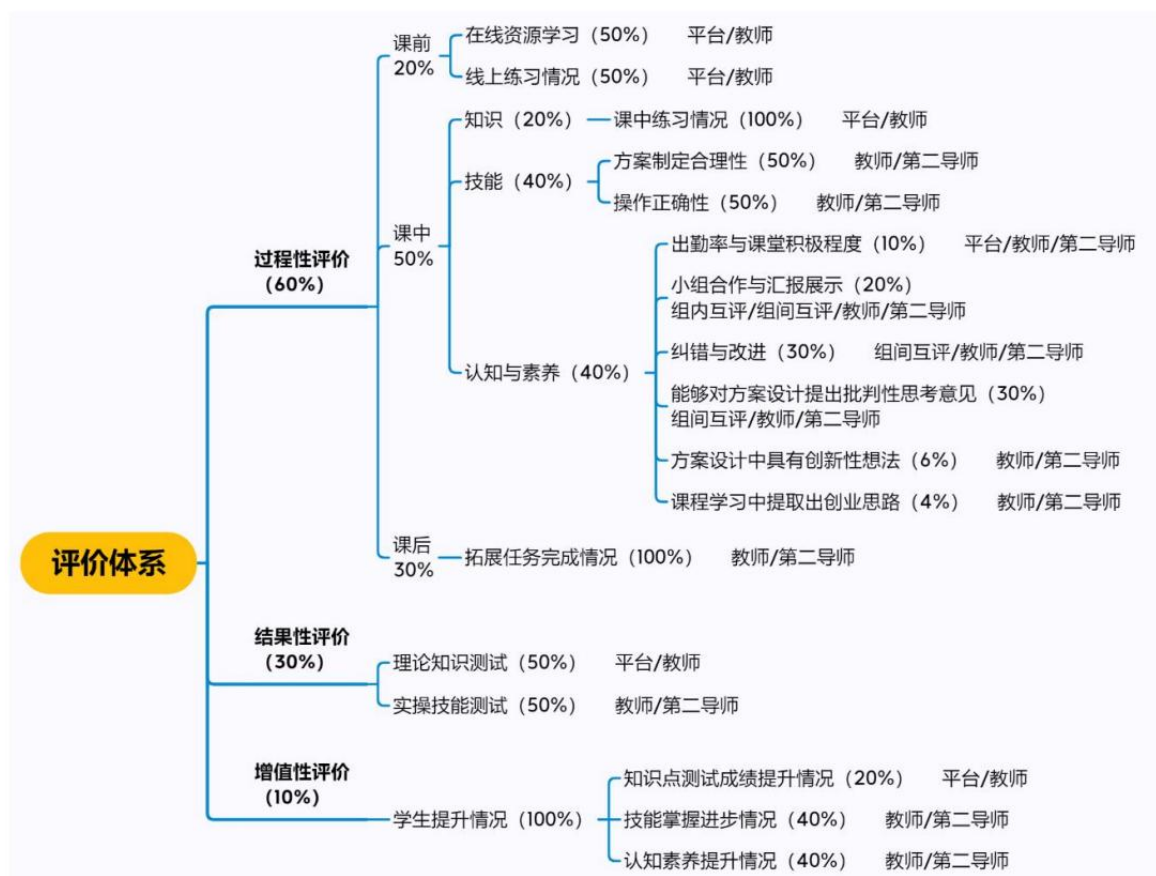 课前
20%
在线资源学习（50%） 平台/教师
线上练习情况（50%） 平台/教师
知识（20%）
课中练习情况（100%） 平台/教师
技能（40%）
方案制定合理性（50%） 教师/第二导师
操作正确性（50%） 教师/第二导师
过程性评价
(60%)
课中
50%
认知与素养（40%）
出勤率与课堂积极程度（10%） 平台/教师/第二导师
小组合作与汇报展示（20%）
组内互评/组间互评/教师/第二导师
纠错与改进（30%） 组间互评/教师/第二导师
能够对方案设计提出批判性思考意见（30%）
组间互评/教师/第二导师
方案设计中具有创新性想法（6%） 教师/第二导师
课程学习中提取出创业思路（4%） 教师/第二导师
课后
30%
拓展任务完成情况（100%） 教师/第二导师
评价体系
结果性评价
(30%)
理论知识测试（50%） 平台/教师
实操技能测试（50%） 教师/第二导师
增值性评价
(10%)
学生提升情况（100%）
知识点测试成绩提升情况（20%） 平台/教师
技能掌握进步情况（40%） 教师/第二导师
认知素养提升情况（40%） 教师/第二导师